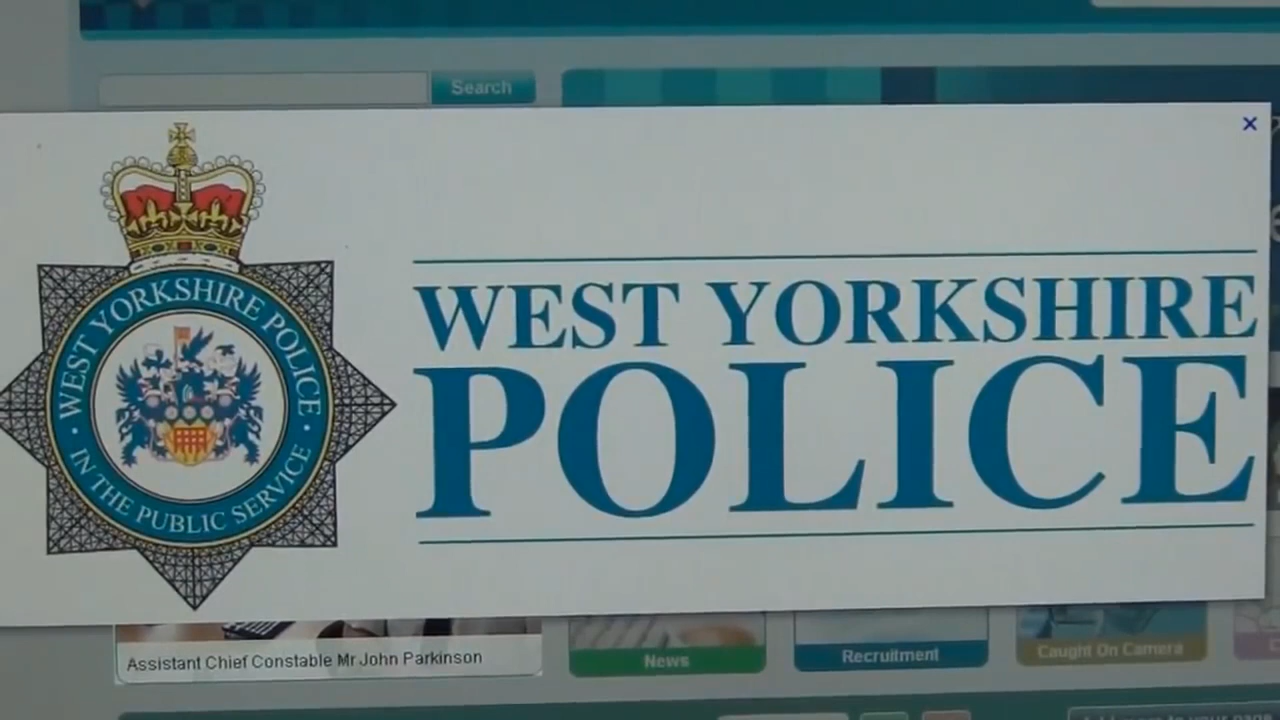 Search
×
WEST YORKSHIRE
POLICE
WEST YORKSHIRE POLICE
• IN THE PUBLIC SERVICE •
Assistant Chief Constable Mr John Parkinson
News
Recruitment
Caught On Camera